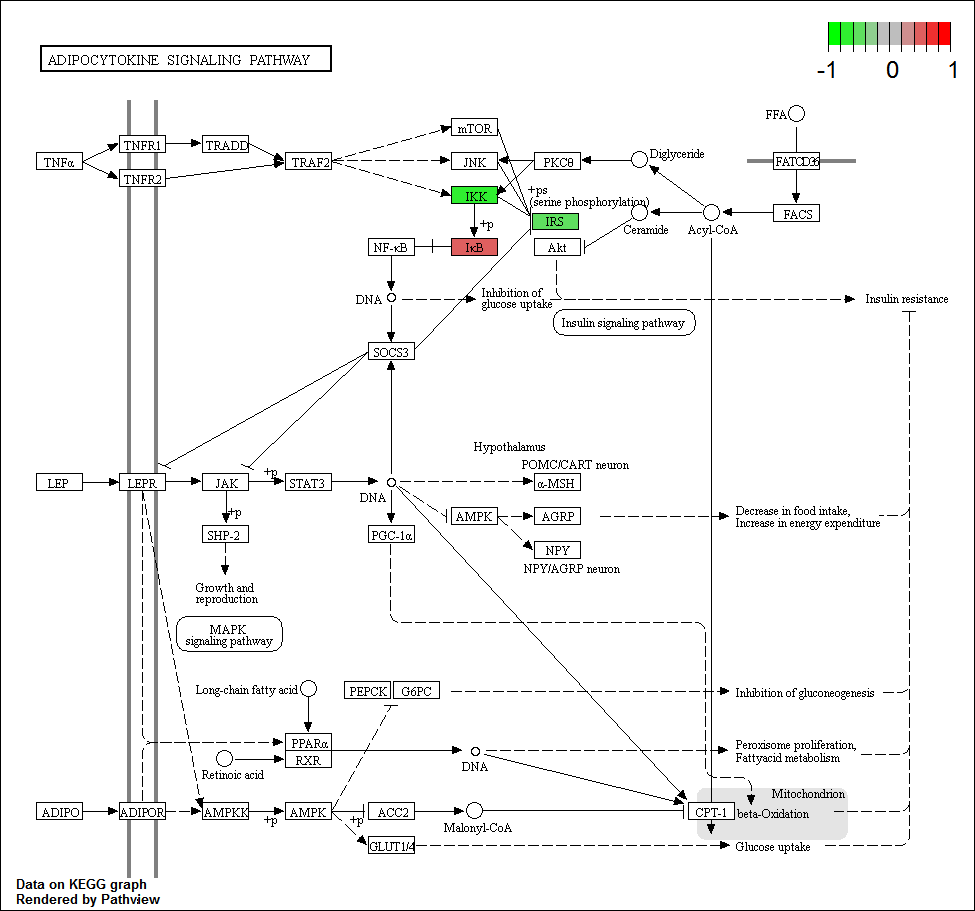 -1 0 1
ADIPOCYTOKINE SIGNALING PATHWAY
FFA
mTOR
TNFR1
TRADD
TNFα
TRAF2
JNK
PKCθ
Diglyceride
FATCD36
TNFR2
IKK
+ps
(serine phosphorylation)
IRS
FACS
+p
Ceramide
Acyl-CoA
NF-κB
IκB
Akt
DNA
Inhibition of
glucose uptake
Insulin resistance
Insulin signaling pathway
SOCS3
Hypothalamus
POMC/CART neuron
LEP
LEPR
JAK
+p
STAT3
DNA
α-MSH
+p
AMPK
AGRP
Decrease in food intake,
Increase in energy expenditure
SHP-2
PGC-1α
NPY
NPY/AGRP neuron
Growth and
reproduction
MAPK
signaling pathway
Long-chain fatty acid
PEPCK
G6PC
Inhibition of gluconeogenesis
PPARα
RXR
Retinoic acid
DNA
Peroxisome proliferation,
Fattyacid metabolism
Mitochondrion
ADIPO
ADIPOR
AMPKK
+p
AMPK
+p
ACC2
Malonyl-CoA
CPT-1
beta-Oxidation
GLUT1/4
Glucose uptake
Data on KEGG graph
Rendered by Pathview